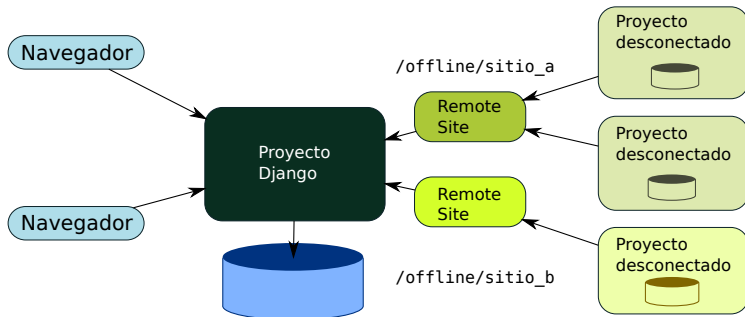 Navegador
Navegador
Proyecto
Django
/offline/sitio_a
Remote
Site
Remote
Site
/offline/sitio_b
Proyecto
desconectado
Proyecto
desconectado
Proyecto
desconectado